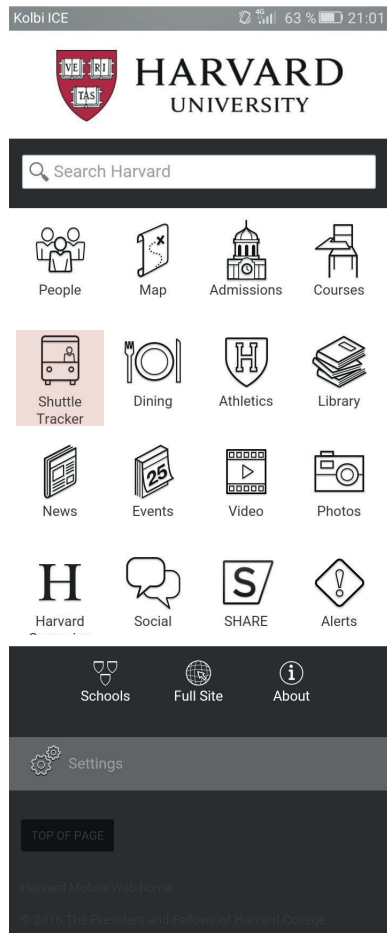 Kolbi ICE 4G 63 % 21:01
VE RI
TAS
HARVARD
UNIVERSITY
Search Harvard
People Map Admissions Courses
Shuttle Dining Athletics Library
Tracker
25
News Events Video Photos
H S
Harvard Social SHARE Alerts
Schools Full Site About
Settings
TOP OF PAGE
Harvard Mobile Web home
© 2016 The President and Fellows of Harvard College